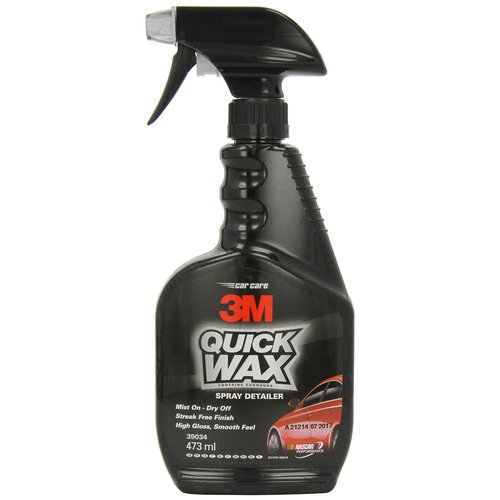 car care
3M
QUICK
WAX
CONTAINS CARNAUBA
SPRAY DETAILER
Mist On - Dry Off
Streak Free Finish
High Gloss, Smooth Feel
39034
473 ml
A 21214 07 2017
NASCAR
PERFORMANCE